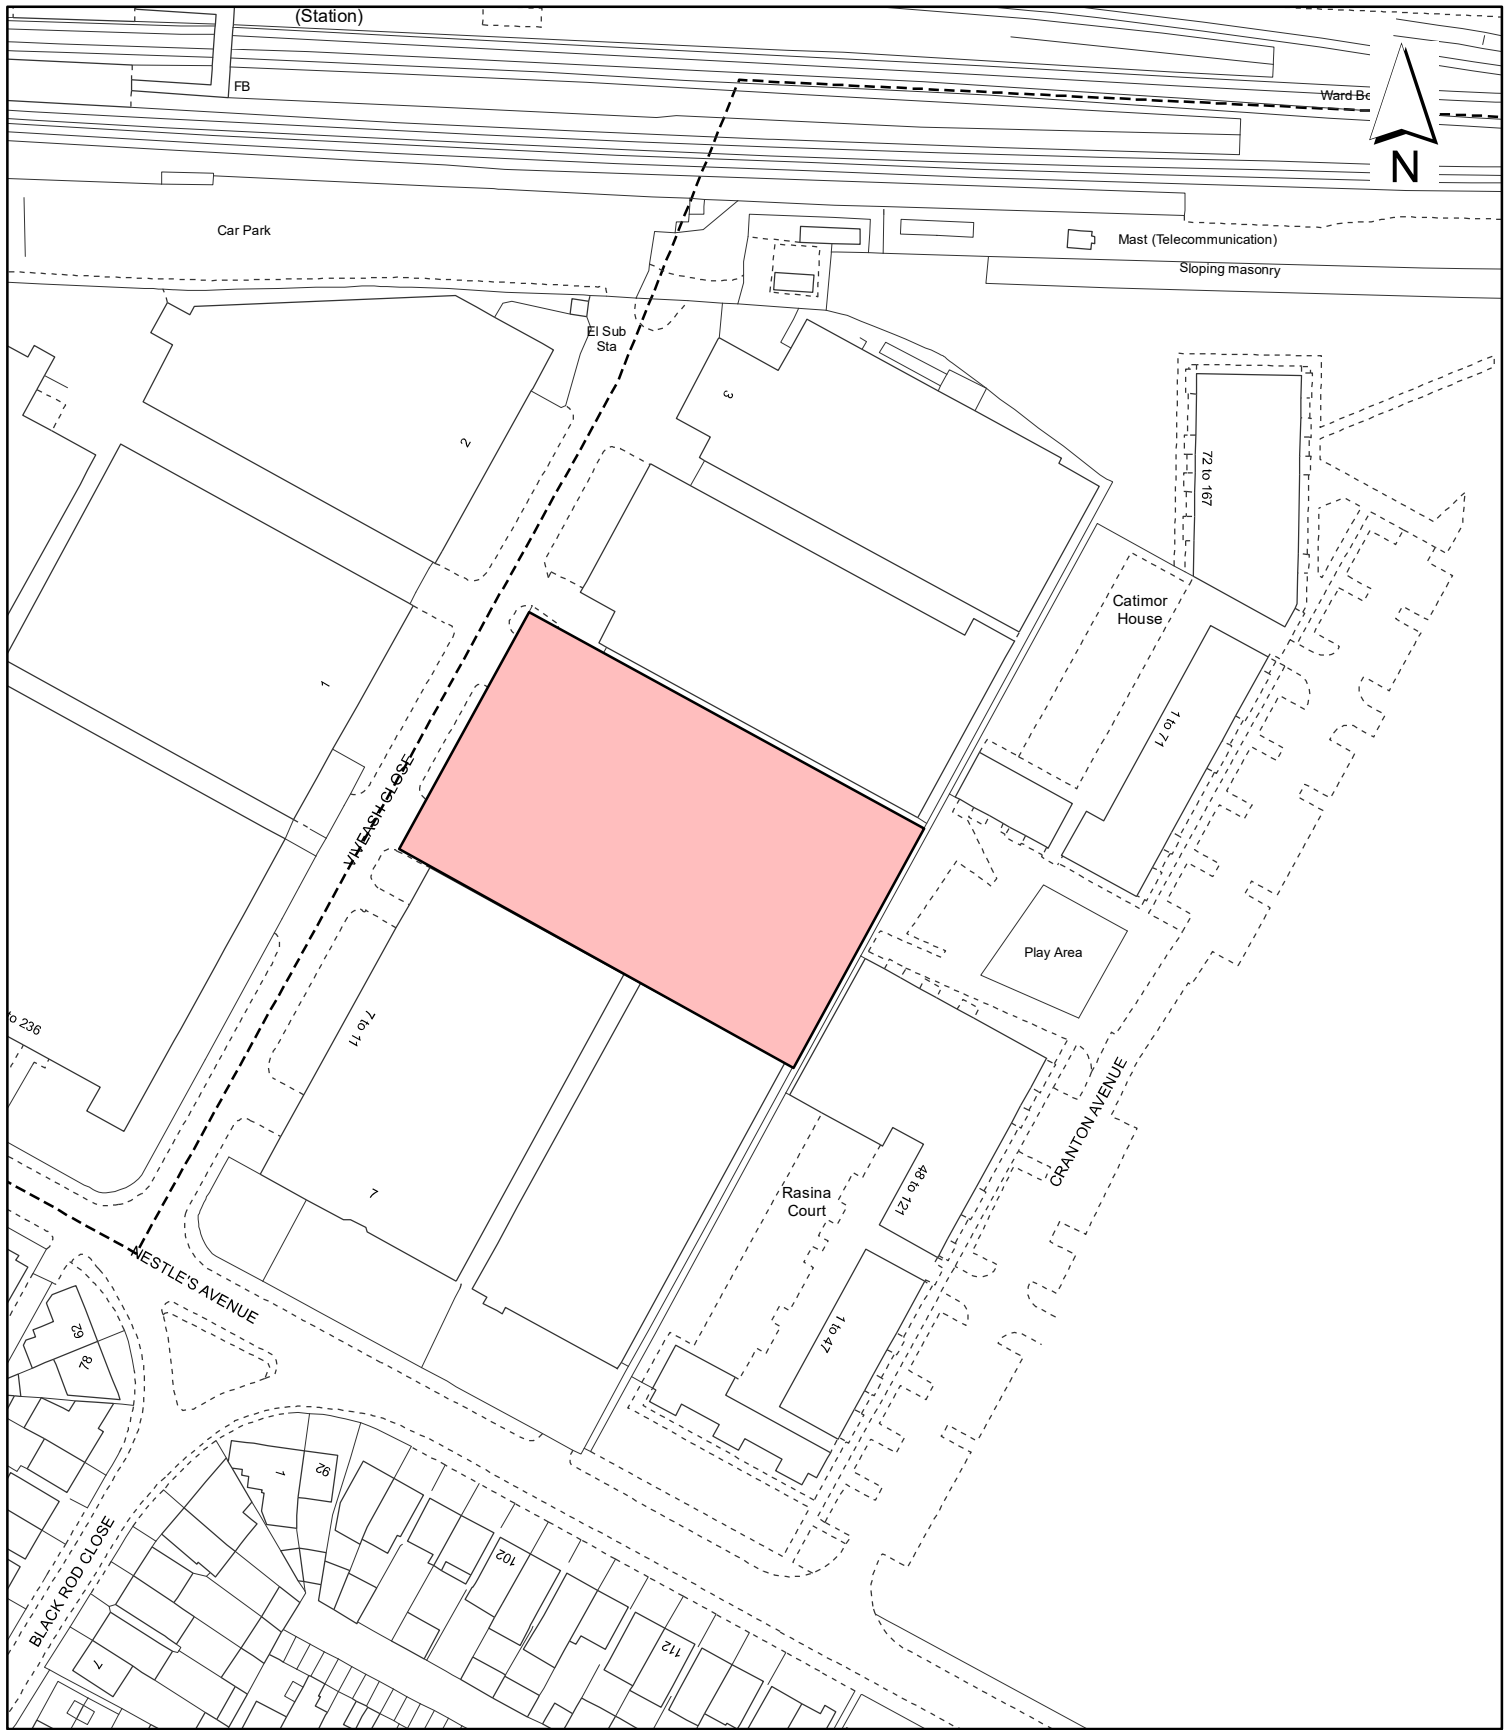 (Station)
FB
Ward Bo
N
Car Park
Mast (Telecommunication)
Sloping masonry
El Sub
Sta
3
2
72 to 167
Catimor
House
1
1 to 71
VIVEASH CLOSE
Play Area
to 236
7 to 11
CRANTON AVENUE
7
Rasina
Court
48 to 121
NESTLE'S AVENUE
62
78
1 to 47
1
92
102
BLACK ROD CLOSE
112
7